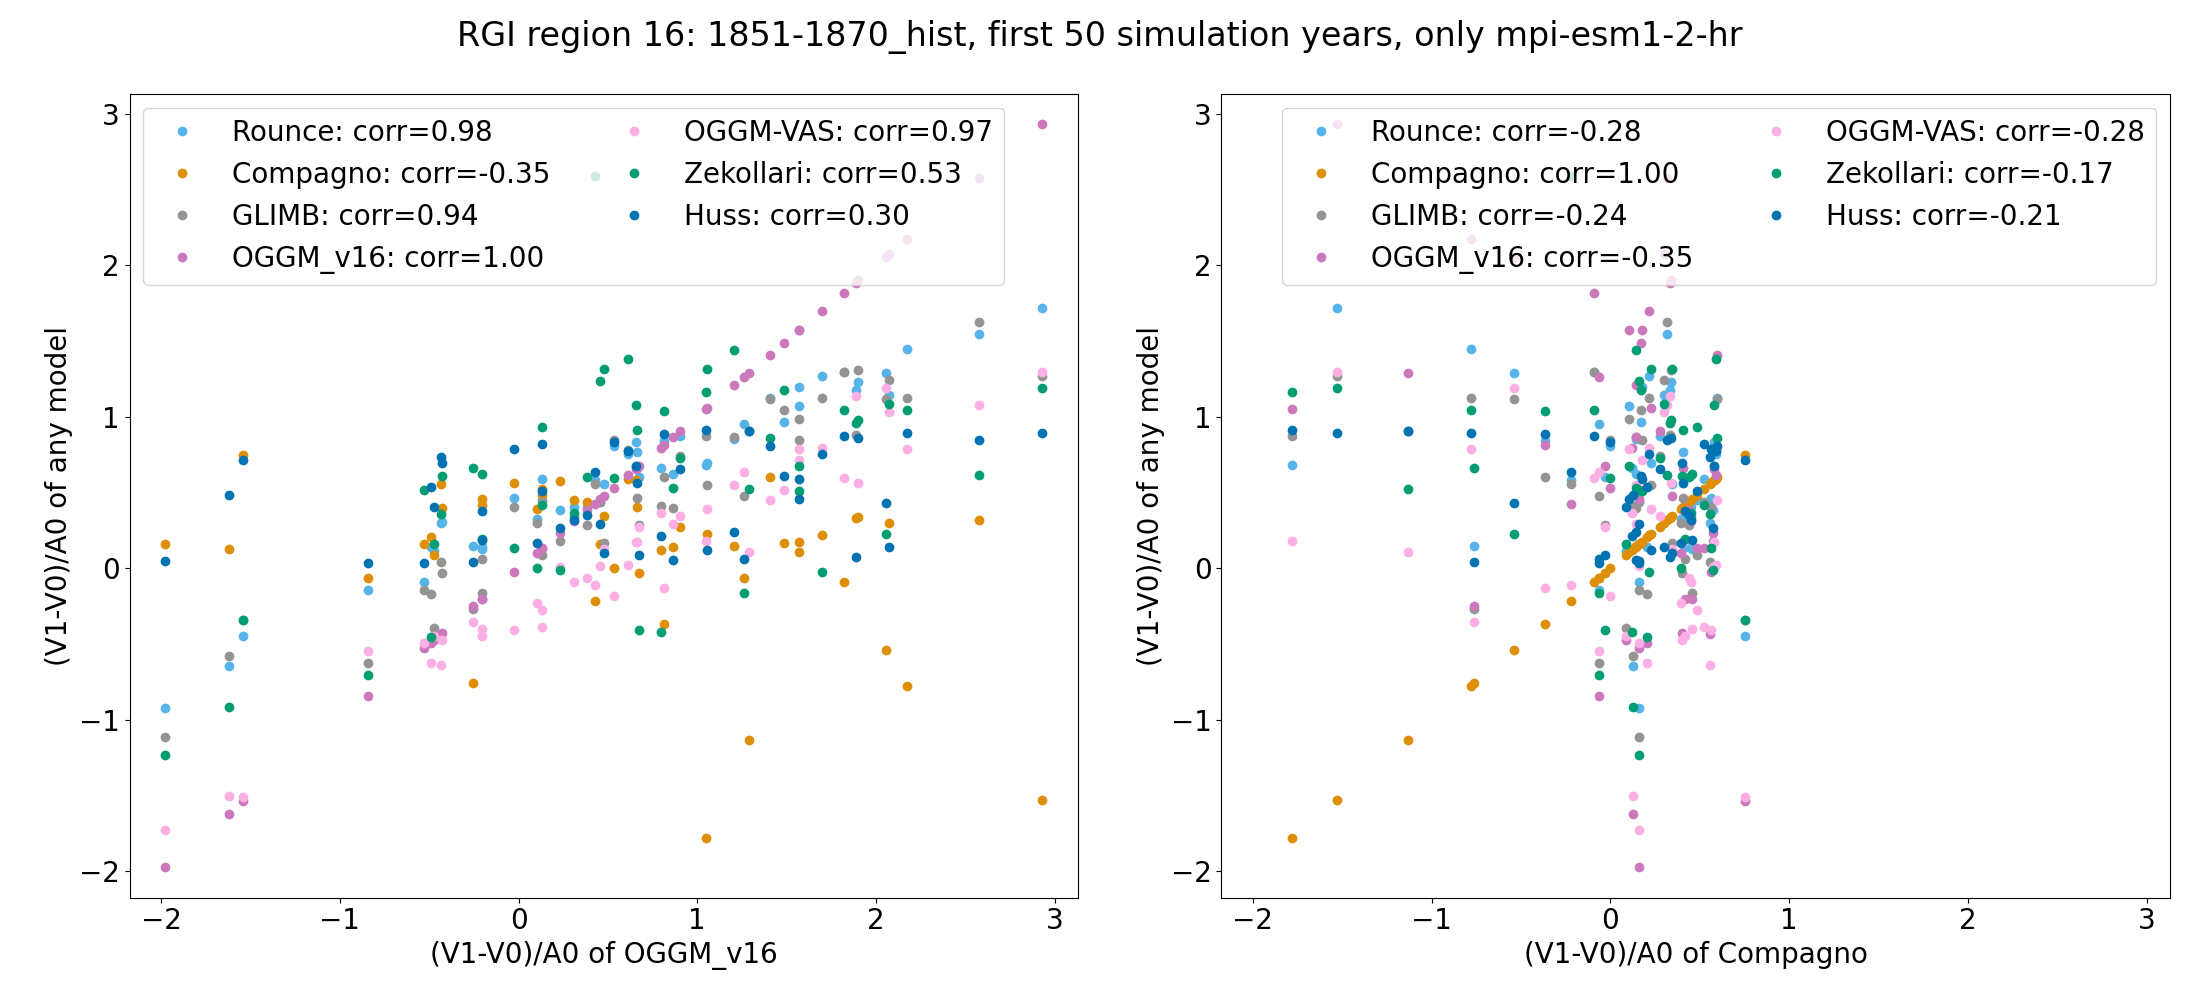 RGI region 16: 1851-1870_hist, first 50 simulation years, only mpi-esm1-2-hr
Rounce: corr=0.98
Compagno: corr=-0.35
GLIMB: corr=0.94
OGGM_v16: corr=1.00
OGGM-VAS: corr=0.97
Zekollari: corr=0.53
Huss: corr=0.30
3
2
1
0
−1
−2
(V1-V0)/A0 of any model
−2 −1 0 1 2 3
(V1-V0)/A0 of OGGM_v16
Rounce: corr=-0.28
Compagno: corr=1.00
GLIMB: corr=-0.24
OGGM_v16: corr=-0.35
OGGM-VAS: corr=-0.28
Zekollari: corr=-0.17
Huss: corr=-0.21
3
2
1
0
−1
−2
(V1-V0)/A0 of any model
−2 −1 0 1 2 3
(V1-V0)/A0 of Compagno